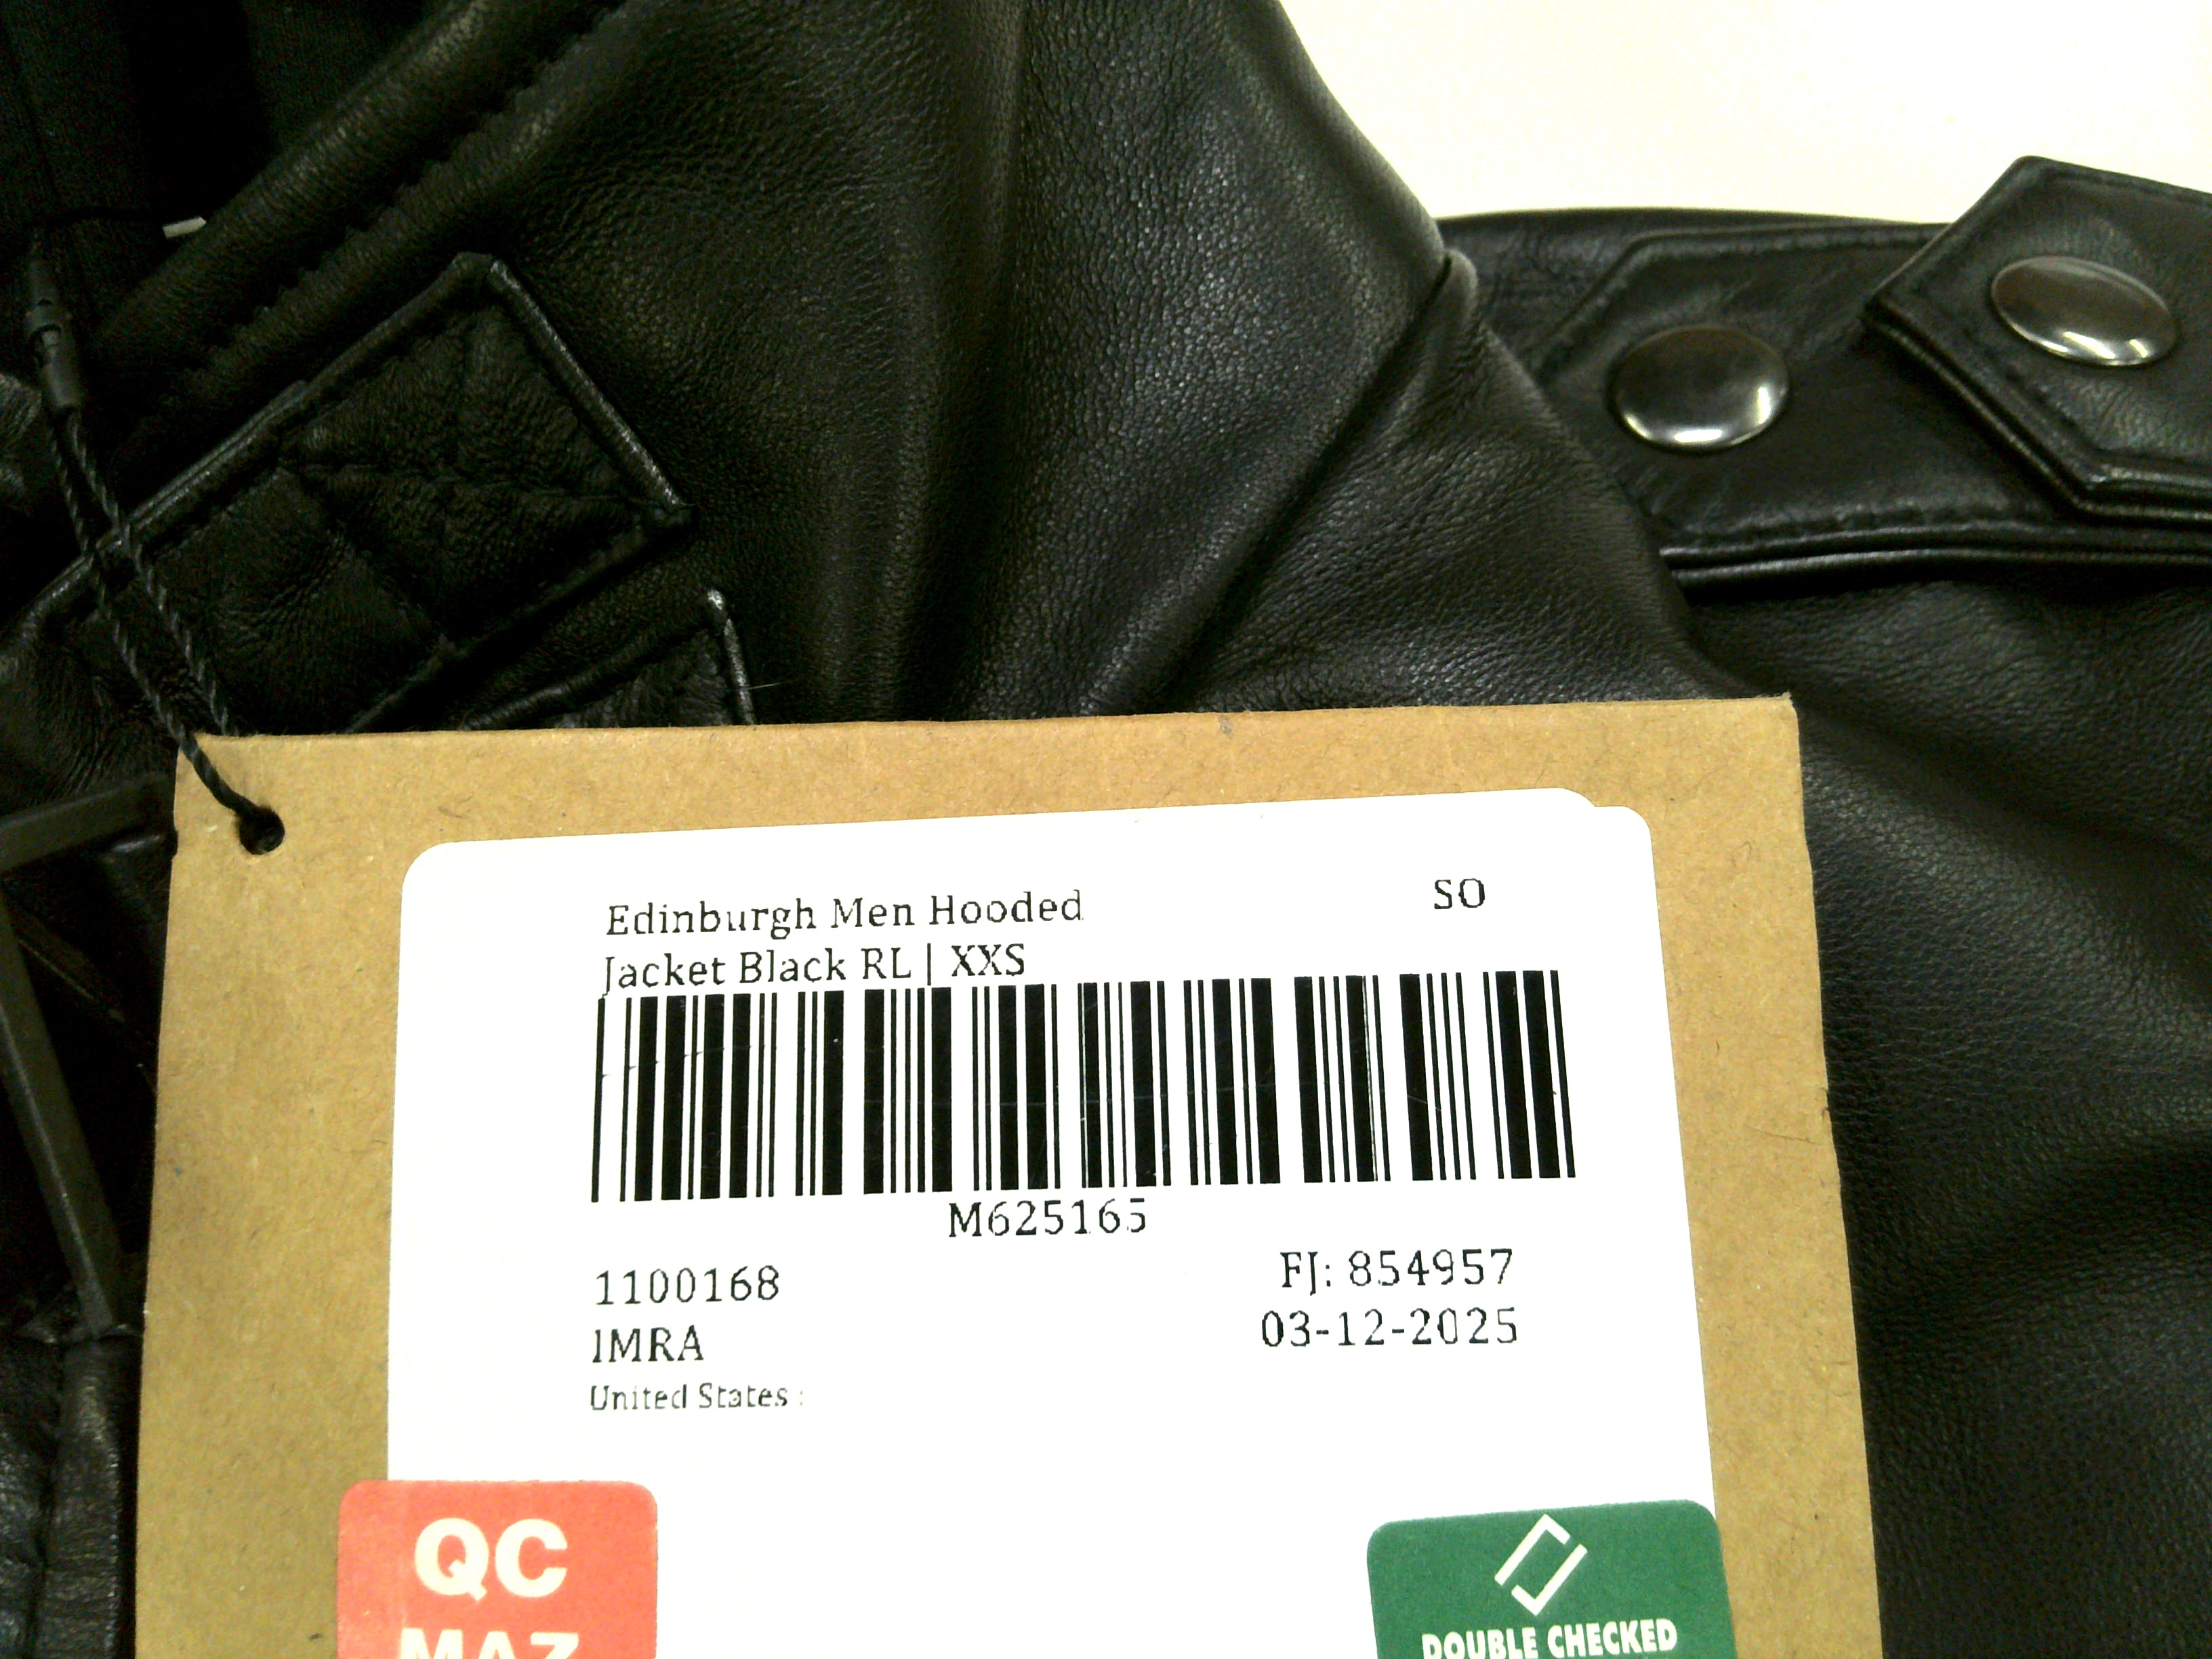 Edinburgh Men Hooded
Jacket Black RL | XXS
SO
M625165
1100168
IMRA
United States :
FJ: 854957
03-12-2025
QC
MAZ
DOUBLE CHECKED